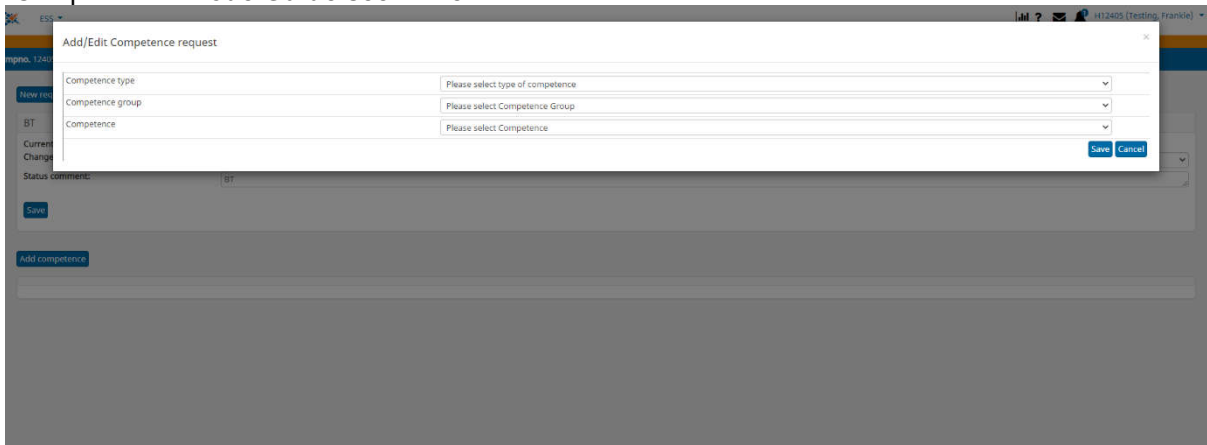 ESS
? H12405 (Testing, Frankie)
Add/Edit Competence request
×
mpno. 1240
Competence type
Please select type of competence
New req
Competence group
Please select Competence Group
BT
Competence
Please select Competence
Current
Change
Save Cancel
Status comment:
BT
Save
Add competence